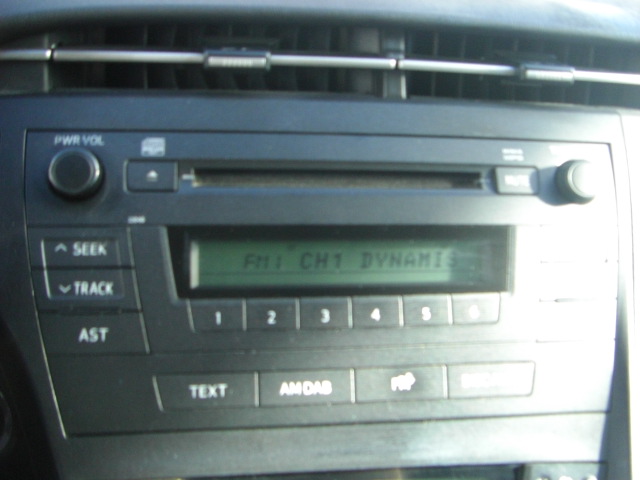 PWR VOL
SEEK
TRACK
AST
FM1 CH1 DYNAMIS
1 2 3 4 5 6
TEXT AM DAB